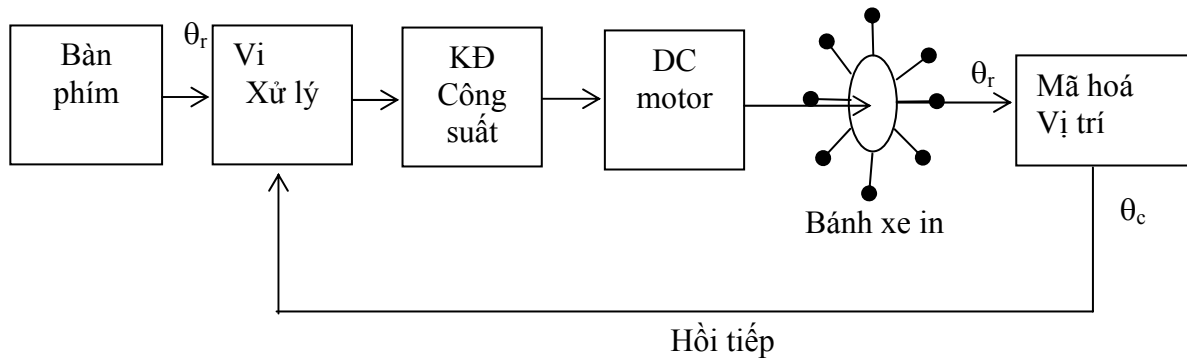 Bàn
phím
θr
Vi
Xử lý
KĐ
Công
suất
DC
motor
Bánh xe in
θr
Mã hoá
Vị trí
θc
Hồi tiếp